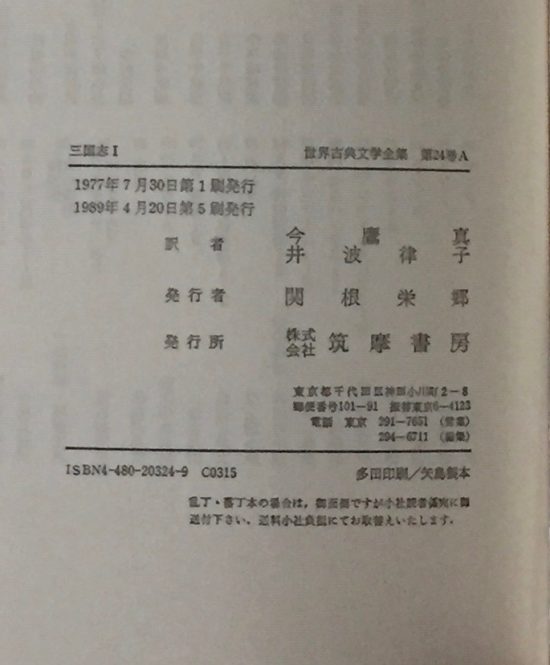 三国志 I 世界古典文学全集 第24巻A
1977年7月30日第1刷発行
1989年4月20日第5刷発行
訳者 今鷹真
井波律子
発行者 関根栄郷
発行所 株式会社 筑摩書房
東京都千代田区神田小川町2-8
郵便番号101-91 振替東京6-4123
電話 東京 291-7651 (営業)
294-6711 (編集)
ISBN4-480-20324-9 C0315 多田印刷/矢島製本
乱丁・落丁本の場合は，御面倒ですが小社読者係宛に御
送付下さい．送料小社負担にてお取替えいたします．